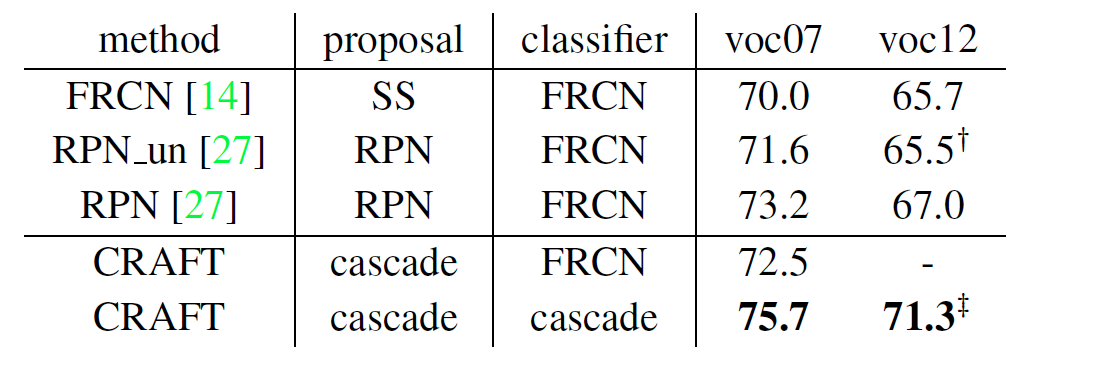 method proposal classifier voc07 voc12
FRCN [14] SS FRCN 70.0 65.7
RPN_un [27] RPN FRCN 71.6 65.5†
RPN [27] RPN FRCN 73.2 67.0
CRAFT cascade FRCN 72.5 -
CRAFT cascade cascade 75.7 71.3‡